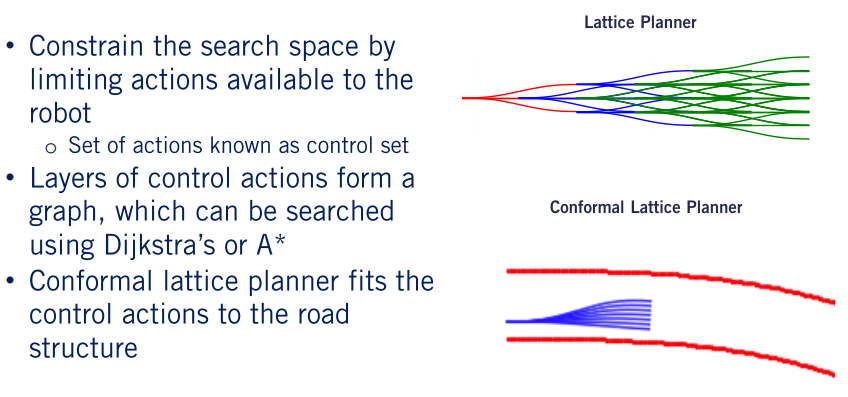 • Constrain the search space by
limiting actions available to the
robot
o Set of actions known as control set
• Layers of control actions form a
graph, which can be searched
using Dijkstra’s or A*
• Conformal lattice planner fits the
control actions to the road
structure
Lattice Planner
Conformal Lattice Planner